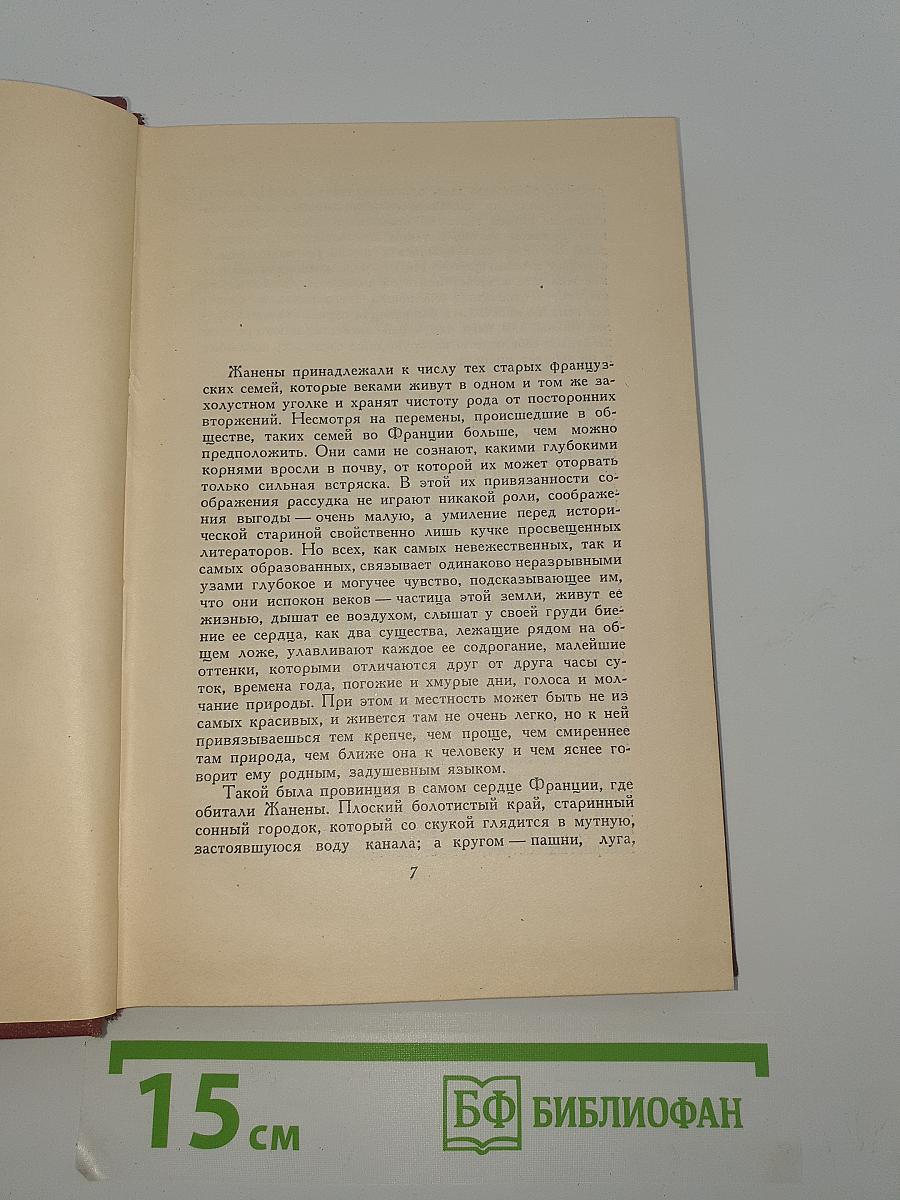 Жанены принадлежали к числу тех старых француз-
ских семей, которые веками живут в одном и том же за-
холустном уголке и хранят чистоту рода от посторонних
вторжений. Несмотря на перемены, происшедшие в об-
ществе, таких семей во Франции больше, чем можно
предположить. Они сами не сознают, какими глубокими
корнями вросли в почву, от которой их может оторвать
только сильная встряска. В этой их привязанности со-
ображения рассудка не играют никакой роли, соображе-
ния выгоды — очень малую, а умиление перед истори-
ческой стариной свойственно лишь кучке просвещенных
литераторов. Но всех, как самых невежественных, так и
самых образованных, связывает одинаково неразрывными
узами глубокое и могучее чувство, подсказывающее им,
что они испокон веков — частица этой земли, живут ее
жизнью, дышат ее воздухом, слышат у своей груди бие-
ние ее сердца, как два существа, лежащие рядом на об-
щем ложе, улавливают каждое ее содрогание, малейшие
оттенки, которыми отличаются друг от друга часы су-
ток, времена года, погожие и хмурые дни, голоса и мол-
чание природы. При этом и местность может быть не из
самых красивых, и живется там не очень легко, но к ней
привязываешься тем крепче, чем проще, чем смиреннее
там природа, чем ближе она к человеку и чем яснее го-
ворит ему родным, задушевным языком.
Такой была провинция в самом сердце Франции, где
обитали Жанены. Плоский болотистый край, старинный
сонный городок, который со скукой глядится в мутную,
застоявшуюся воду канала; а кругом — пашни, луга,
7
15 см
БФ БИБЛИОФАН